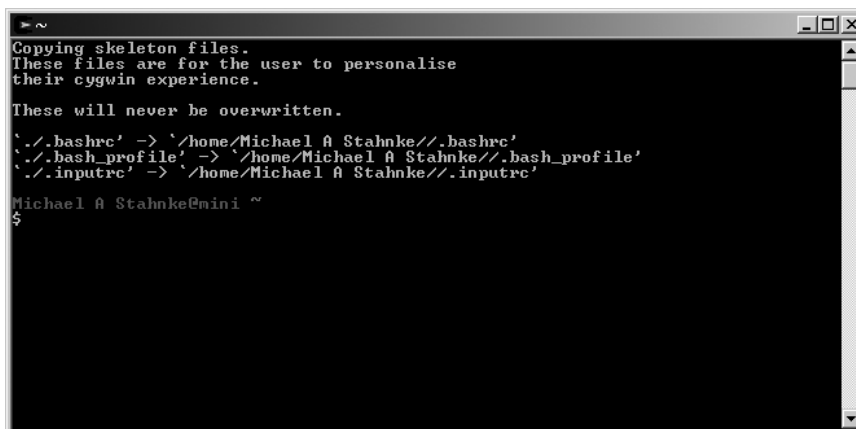 ~
Copying skeleton files.
These files are for the user to personalise
their cygwin experience.
These will never be overwritten.
`./.bashrc' -> `/home/Michael A Stahnke//.bashrc'
`./.bash_profile' -> `/home/Michael A Stahnke//.bash_profile'
`./.inputrc' -> `/home/Michael A Stahnke//.inputrc'
Michael A Stahnke@mini ~
$